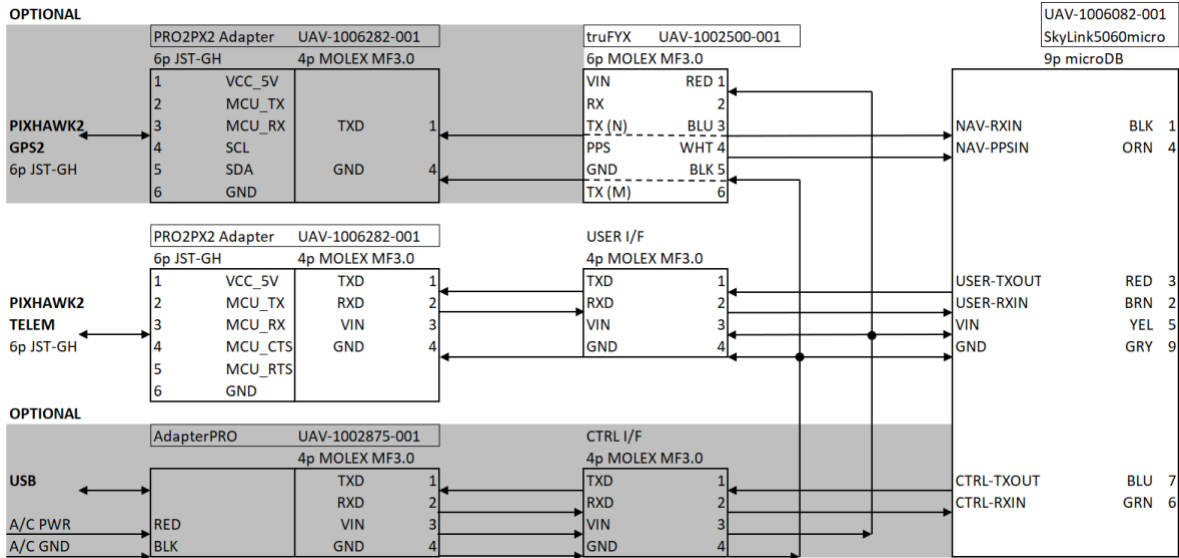 OPTIONAL
UAV-1006082-001
SkyLink5060micro
9p microDB
PRO2PX2 Adapter UAV-1006282-001
6p JST-GH 4p MOLEX MF3.0
1 VCC_5V
2 MCU_TX
3 MCU_RX TXD 1
4 SCL
5 SDA GND 4
6 GND
PIXHAWK2
GPS2
6p JST-GH
truFYX UAV-1002500-001
6p MOLEX MF3.0
VIN RED 1
RX 2
TX (N) BLU 3
PPS WHT 4
GND BLK 5
TX (M) 6
NAV-RXIN BLK 1
NAV-PPSIN ORN 4
PRO2PX2 Adapter UAV-1006282-001
6p JST-GH 4p MOLEX MF3.0
1 VCC_5V TXD 1
2 MCU_TX RXD 2
3 MCU_RX VIN 3
4 MCU_CTS GND 4
5 MCU_RTS
6 GND
PIXHAWK2
TELEM
6p JST-GH
USER I/F
4p MOLEX MF3.0
TXD 1
RXD 2
VIN 3
GND 4
USER-TXOUT RED 3
USER-RXIN BRN 2
VIN YEL 5
GND GRY 9
OPTIONAL
AdapterPRO UAV-1002875-001
4p MOLEX MF3.0
TXD 1
RXD 2
RED VIN 3
BLK GND 4
USB
A/C PWR
A/C GND
CTRL I/F
4p MOLEX MF3.0
TXD 1
RXD 2
VIN 3
GND 4
CTRL-TXOUT BLU 7
CTRL-RXIN GRN 6